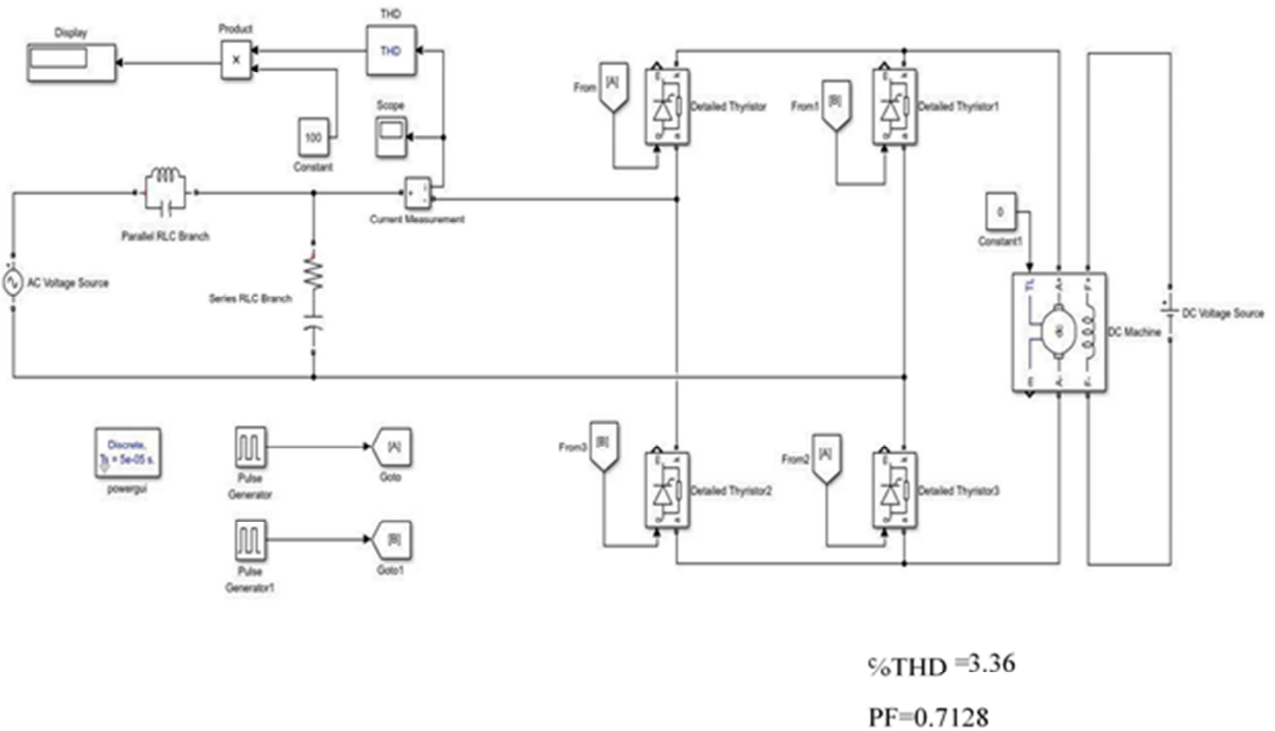 Display
Product
THD
×
THD
100
Constant
Scope
From
[A]
Detailed Thyristor
From1
[B]
Detailed Thyristor1
Current Measurement
Parallel RLC Branch
AC Voltage Source
Series RLC Branch
0
Constant1
TL
A+
F+
dc
DC Machine
A-
F-
DC Voltage Source
Discrete,
Ts = 5e-05 s.
powergui
Pulse
Generator
[A]
Goto
Pulse
Generator1
[B]
Goto1
From3
[B]
Detailed Thyristor2
From2
[A]
Detailed Thyristor3
%THD =3.36
PF=0.7128